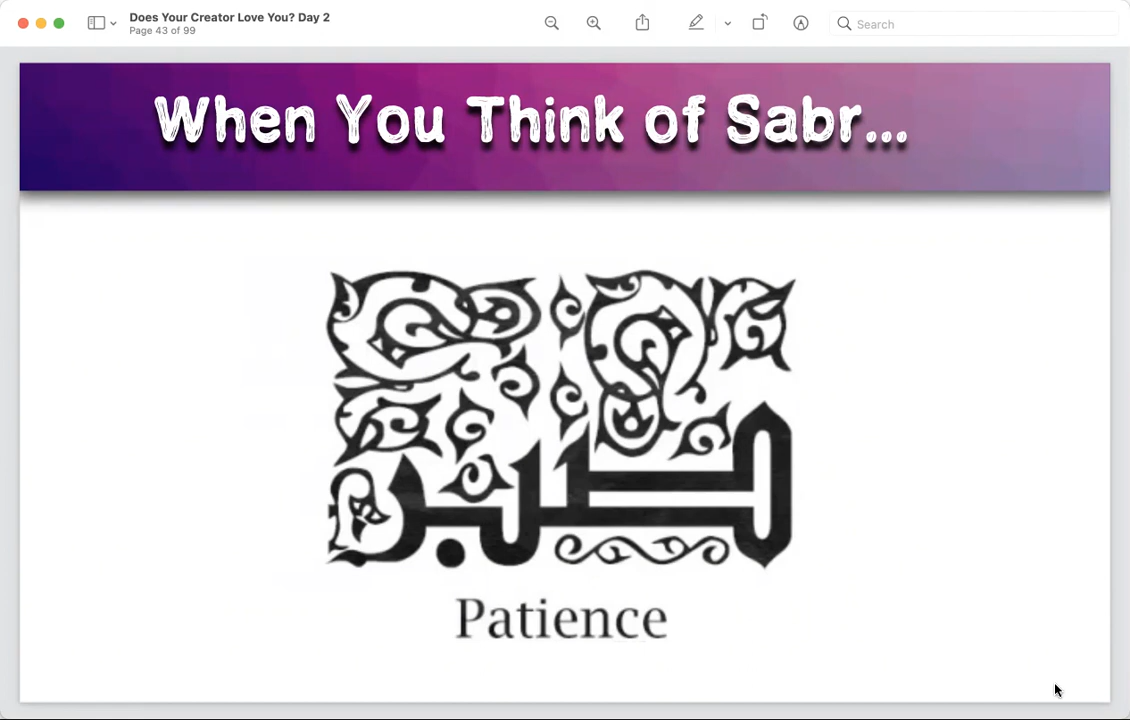 Does Your Creator Love You? Day 2
Page 43 of 99
Search
When You Think of Sabr...
صبر
Patience